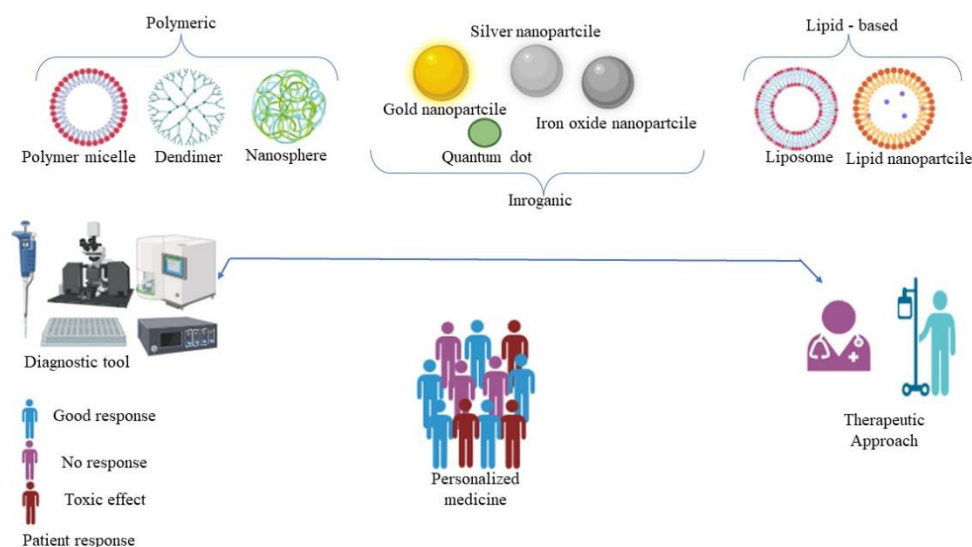 Polymeric
Silver nanopartcile
Lipid - based
Gold nanopartcile
Iron oxide nanopartcile
Polymer micelle
Dendimer
Nanosphere
Quantum dot
Liposome
Lipid nanopartcile
Inroganic
Diagnostic tool
Good response
No response
Toxic effect
Patient response
Personalized
medicine
Therapeutic
Approach